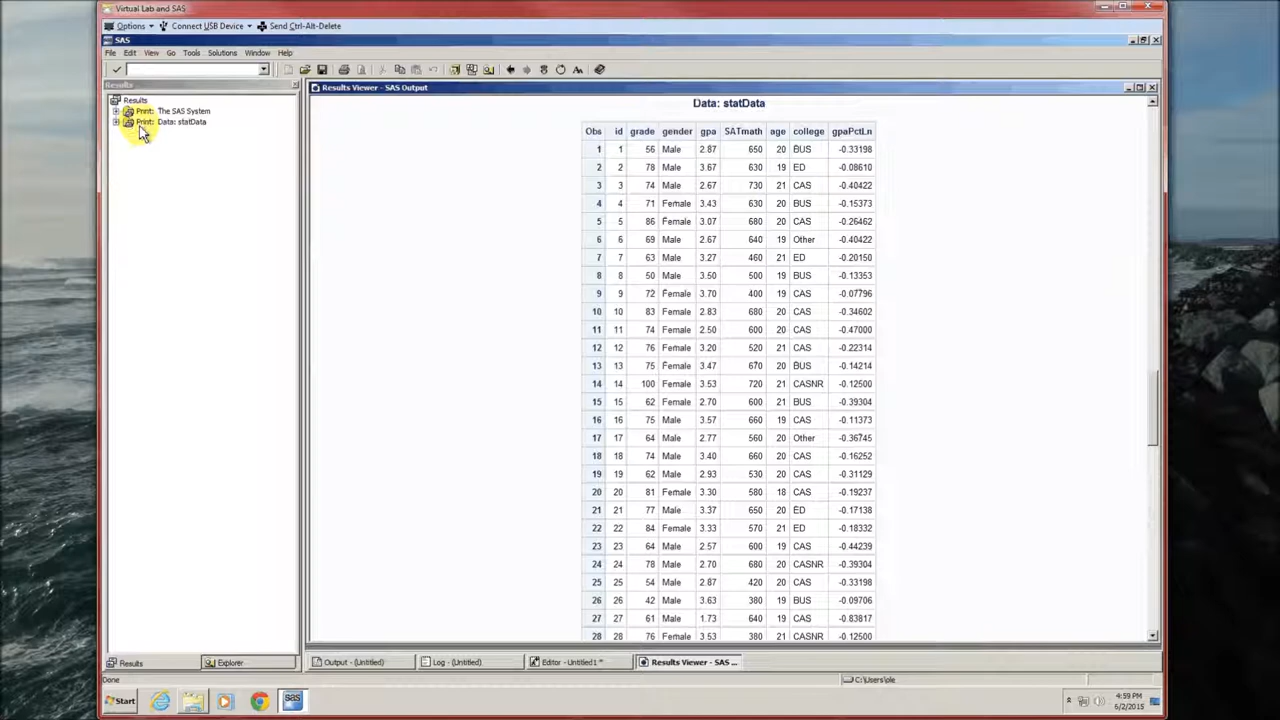 Virtual Lab and SAS
Options Connect USB Device Send Ctrl-Alt-Delete
SAS
File Edit View Go Tools Solutions Window Help
Results
Results Viewer - SAS Output
Results
Print: The SAS System
Print: Data: statData
Data: statData
Obs id grade gender gpa SATmath age college gpaPctLn
1 1 56 Male 2.87 650 20 BUS -0.33198
2 2 78 Male 3.67 630 19 ED -0.08610
3 3 74 Male 2.67 730 21 CAS -0.40422
4 4 71 Female 3.43 630 20 BUS -0.15373
5 5 86 Female 3.07 680 20 CAS -0.26462
6 6 69 Male 2.67 640 19 Other -0.40422
7 7 63 Male 3.27 460 21 ED -0.20150
8 8 50 Male 3.50 500 19 BUS -0.13353
9 9 72 Female 3.70 400 19 CAS -0.07796
10 10 83 Female 2.83 680 20 CAS -0.34602
11 11 74 Female 2.50 600 20 CAS -0.47000
12 12 76 Female 3.20 520 21 CAS -0.22314
13 13 75 Female 3.47 670 20 BUS -0.14214
14 14 100 Female 3.53 720 21 CASNR -0.12500
15 15 62 Female 2.70 600 21 BUS -0.39304
16 16 75 Male 3.57 660 19 CAS -0.11373
17 17 64 Male 2.77 560 20 Other -0.36745
18 18 74 Male 3.40 660 20 CAS -0.16252
19 19 62 Male 2.93 530 20 CAS -0.31129
20 20 81 Female 3.30 580 18 CAS -0.19237
21 21 77 Male 3.37 650 20 ED -0.17138
22 22 84 Female 3.33 570 21 ED -0.18332
23 23 64 Male 2.57 600 19 CAS -0.44239
24 24 78 Male 2.70 680 20 CASNR -0.39304
25 25 54 Male 2.87 420 20 CAS -0.33198
26 26 42 Male 3.63 380 19 BUS -0.09706
27 27 61 Male 1.73 640 19 CAS -0.83817
28 28 76 Female 3.53 380 21 CASNR -0.12500
Results Explorer Output - (Untitled) Log - (Untitled) Editor - Untitled1 * Results Viewer - SAS ...
Done C:\Users\ple
Start sas 4:59 PM
6/2/2015